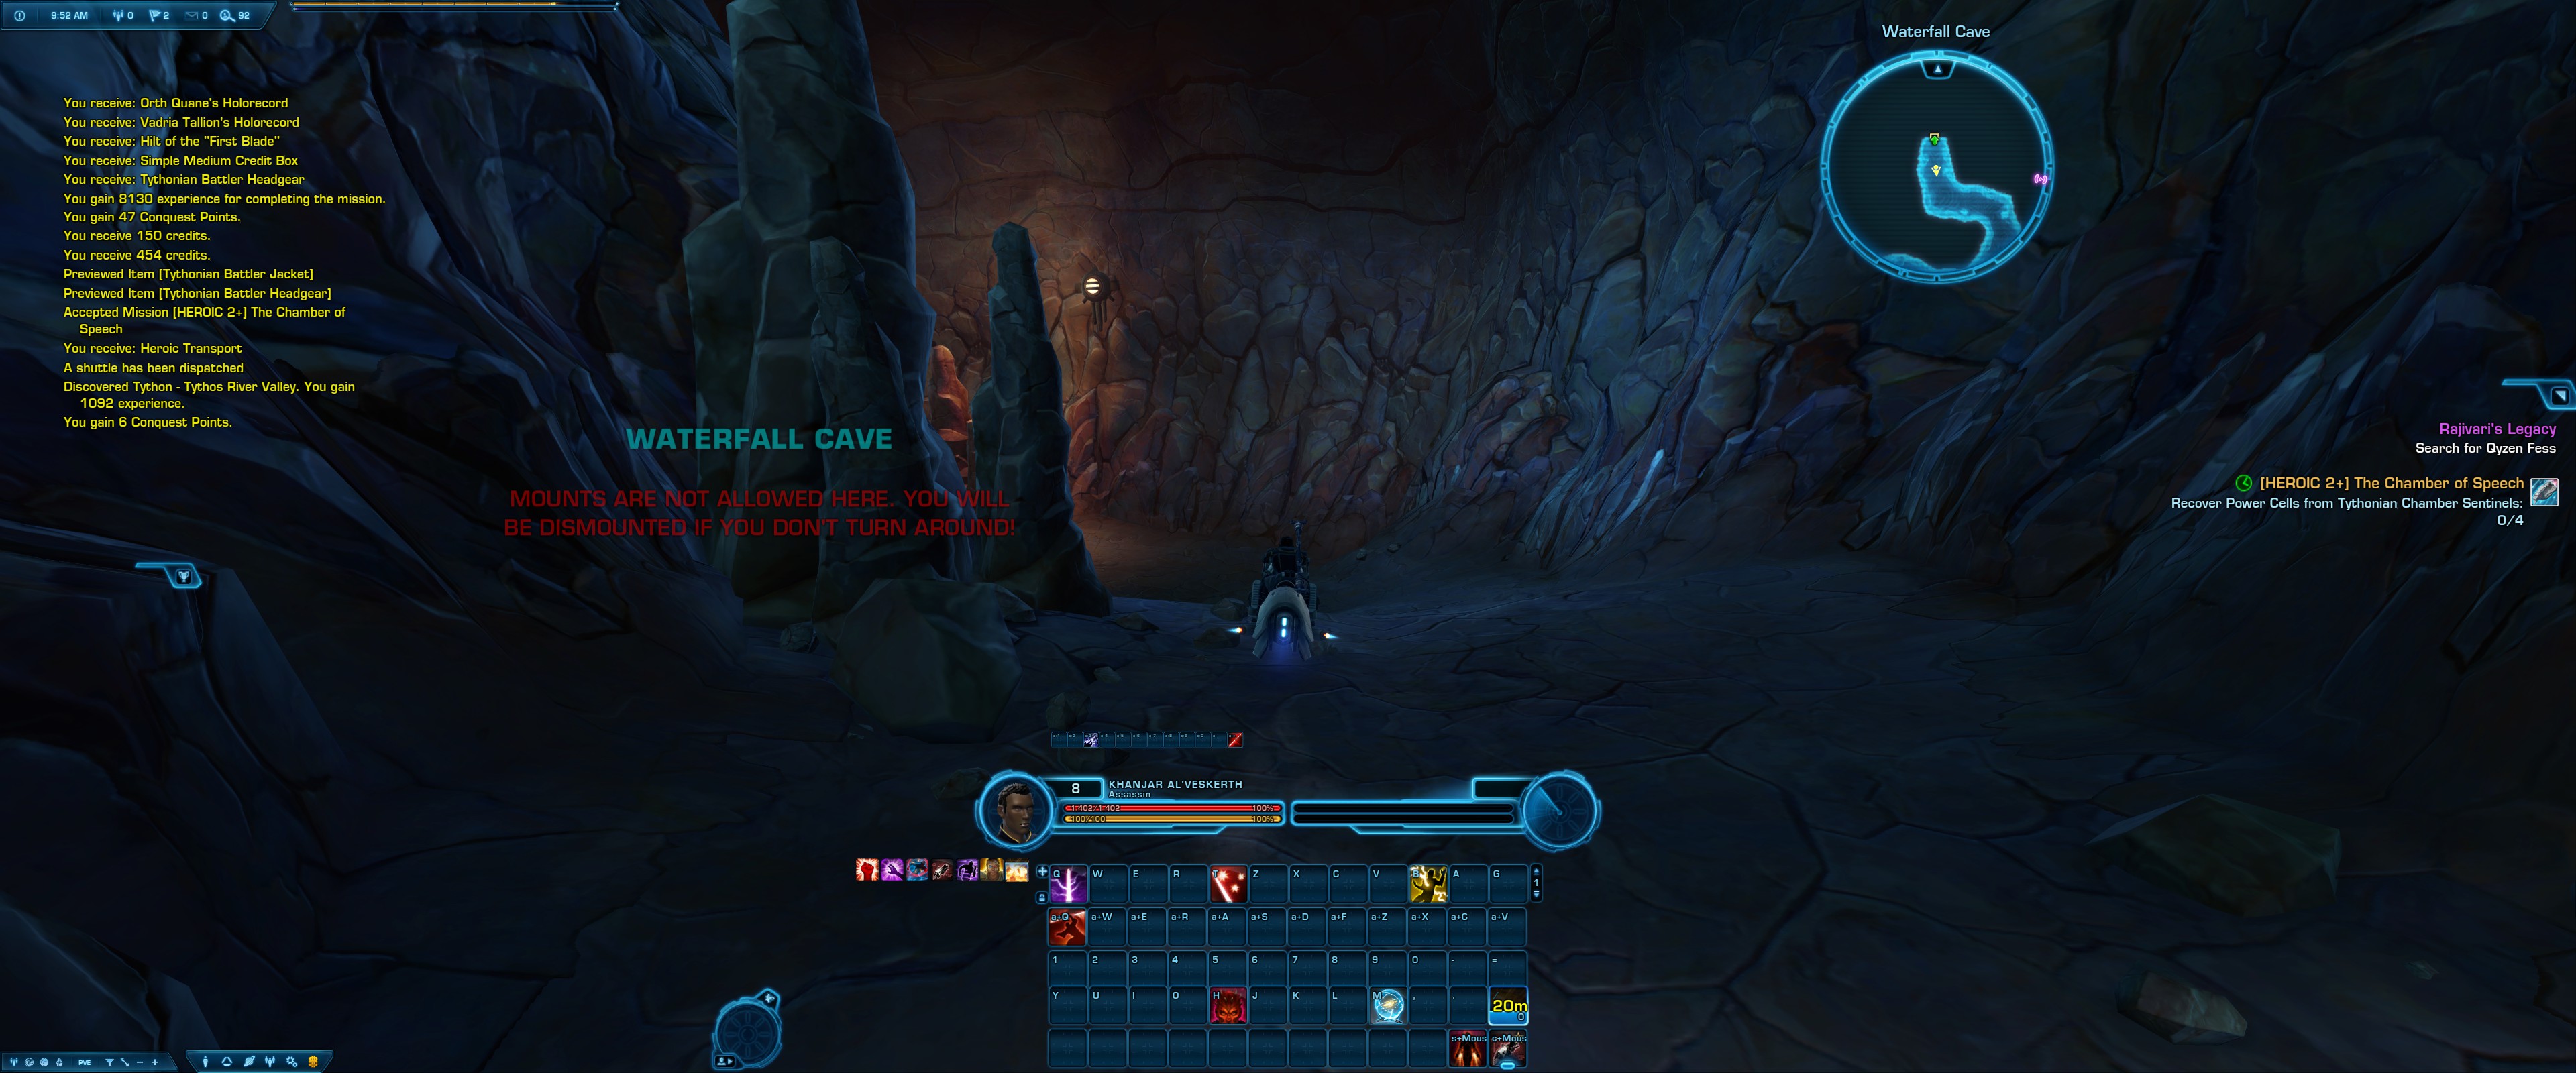 9:52 AM 0 2 0 92
Waterfall Cave
You receive: Orth Quane's Holorecord
You receive: Vadria Tallion's Holorecord
You receive: Hilt of the "First Blade"
You receive: Simple Medium Credit Box
You receive: Tythonian Battler Headgear
You gain 8130 experience for completing the mission.
You gain 47 Conquest Points.
You receive 150 credits.
You receive 454 credits.
Previewed Item [Tythonian Battler Jacket]
Previewed Item [Tythonian Battler Headgear]
Accepted Mission [HEROIC 2+] The Chamber of
Speech
You receive: Heroic Transport
A shuttle has been dispatched
Discovered Tython - Tythos River Valley. You gain
1092 experience.
You gain 6 Conquest Points.
WATERFALL CAVE
MOUNTS ARE NOT ALLOWED HERE. YOU WILL
BE DISMOUNTED IF YOU DON'T TURN AROUND!
Rajivari's Legacy
Search for Qyzen Fess
[HEROIC 2+] The Chamber of Speech
Recover Power Cells from Tythonian Chamber Sentinels:
0/4
8 KHANJAR AL'VESKERTH
Assassin
1,402/1,402 100%
100/100 100%
Q W E R T Z X C V B A G 1
a+Q a+W a+E a+R a+A a+S a+D a+F a+Z a+X a+C a+V
1 2 3 4 5 6 7 8 9 0 - =
Y U I O H J K L M , . 20m
0
s+Mous c+Mous
PVE